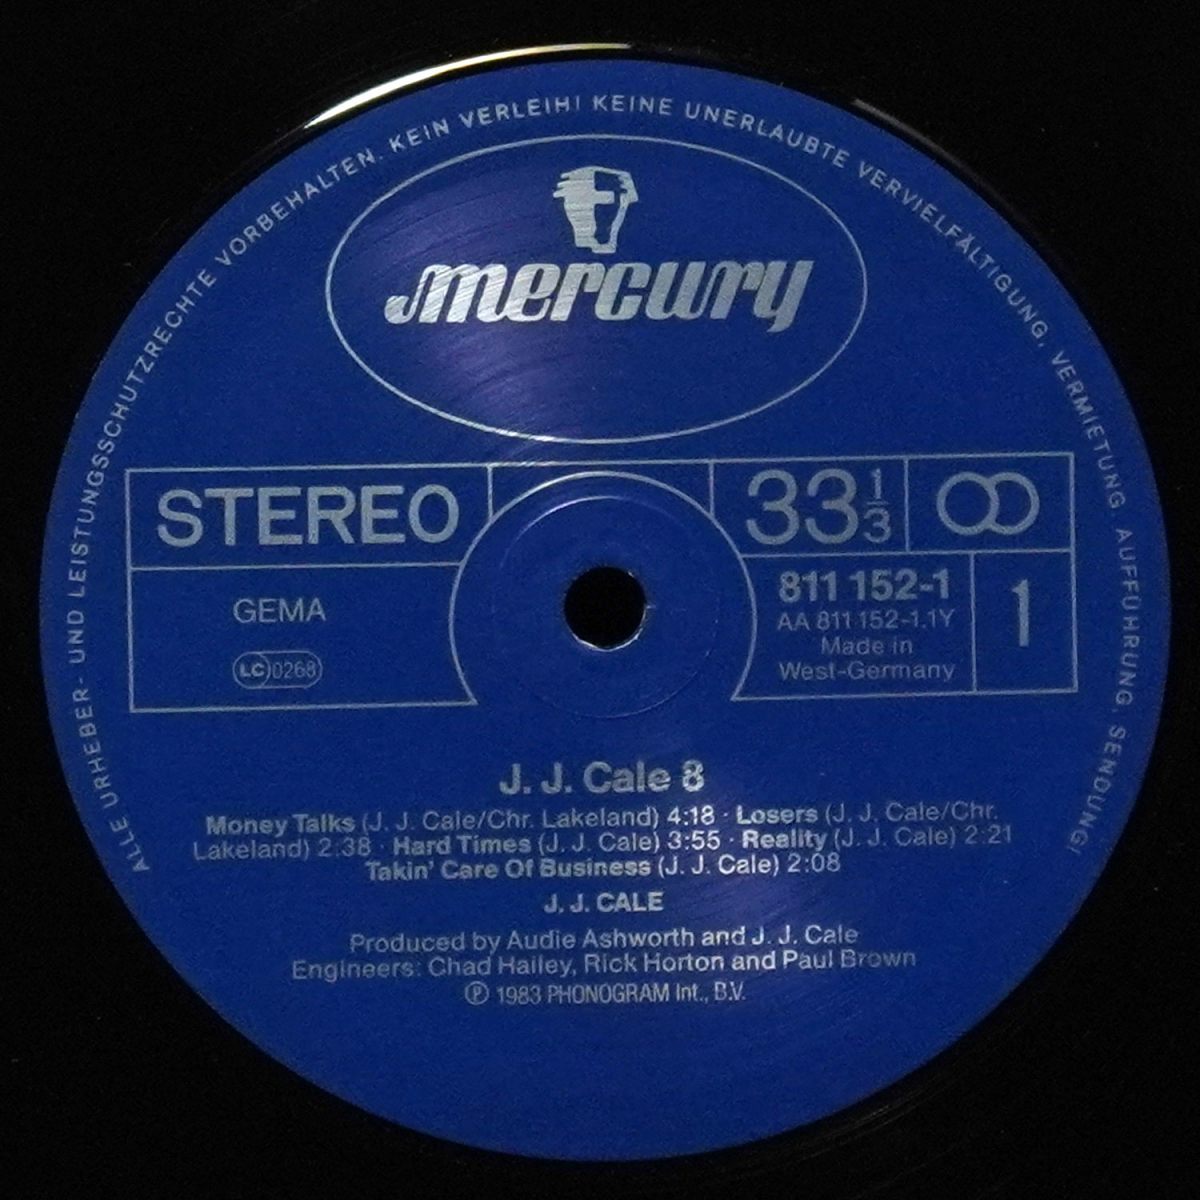 ALLE URHEBER- UND LEISTUNGSSCHUTZRECHTE VORBEHALTEN. KEIN VERLEIH! KEINE UNERLAUBTE VERVIELFÄLTIGUNG, VERMIETUNG, AUFFÜHRUNG, SENDUNG!
mercury
STEREO
33 1/3
GEMA
LC 0268
811 152-1
AA 811 152-1.1Y
Made in
West-Germany
1
J. J. Cale 8
Money Talks (J. J. Cale/Chr. Lakeland) 4:18 · Losers (J. J. Cale/Chr.
Lakeland) 2:38 · Hard Times (J. J. Cale) 3:55 · Reality (J. J. Cale) 2:21
Takin' Care Of Business (J. J. Cale) 2:08
J. J. CALE
Produced by Audie Ashworth and J. J. Cale
Engineers: Chad Hailey, Rick Horton and Paul Brown
℗ 1983 PHONOGRAM Int., B.V.